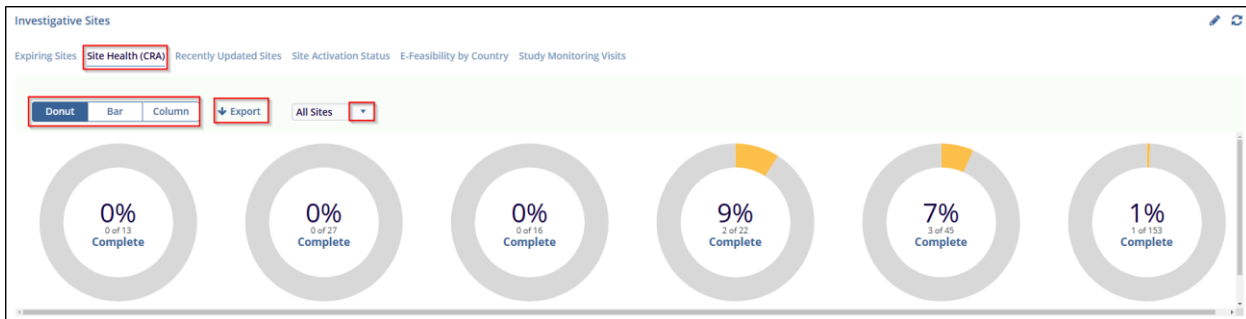 Investigative Sites
Expiring Sites Site Health (CRA) Recently Updated Sites Site Activation Status E-Feasibility by Country Study Monitoring Visits
Donut Bar Column Export All Sites
0% 0% 0% 9% 7% 1%
0 of 13 0 of 27 0 of 16 2 of 22 3 of 45 1 of 153
Complete Complete Complete Complete Complete Complete